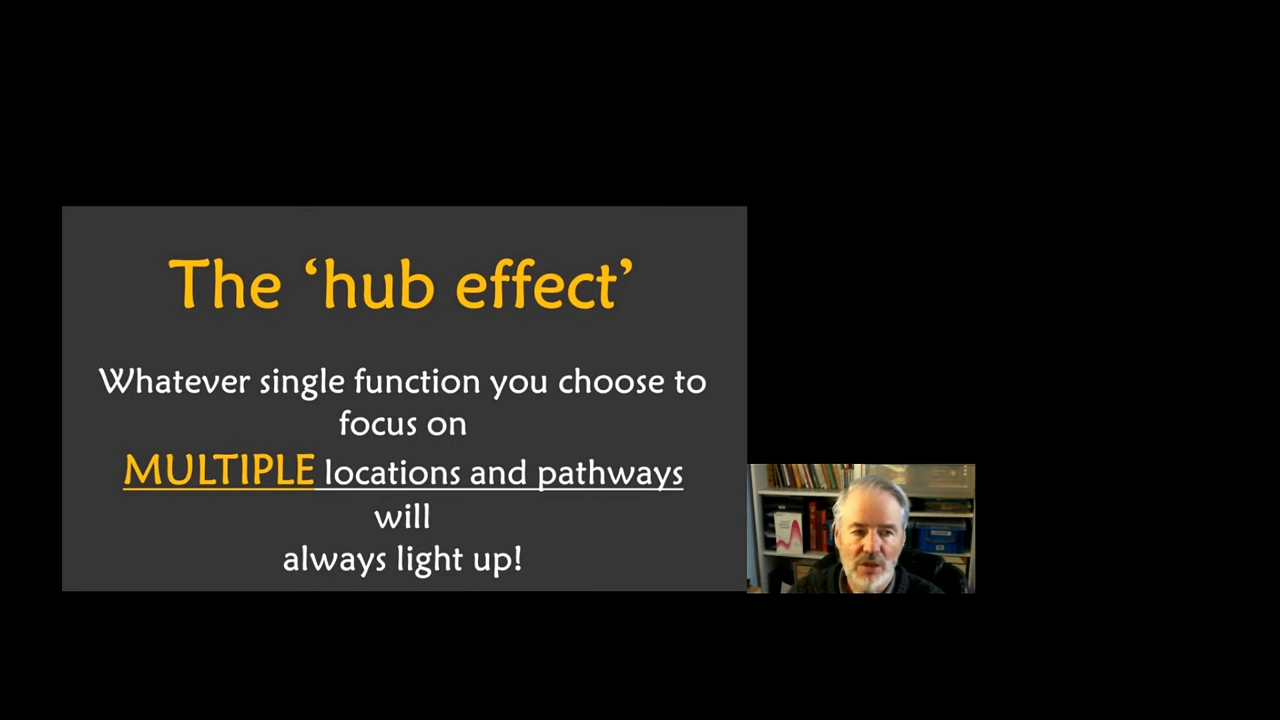 The ‘hub effect’
Whatever single function you choose to
focus on
MULTIPLE locations and pathways
will
always light up!